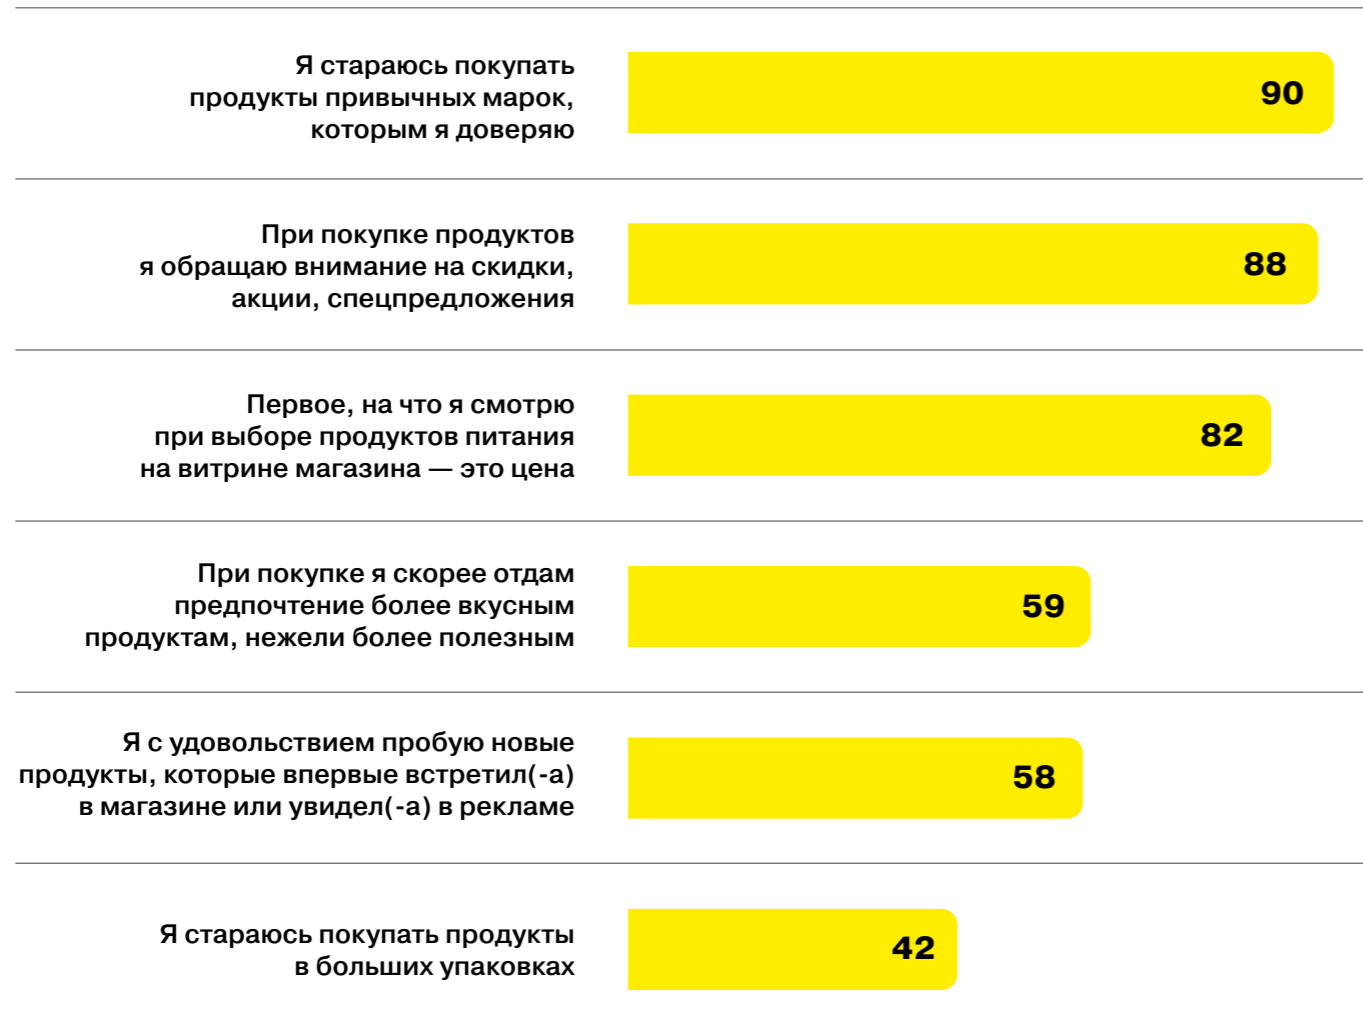 Я стараюсь покупать
продукты привычных марок,
которым я доверяю
90
При покупке продуктов
я обращаю внимание на скидки,
акции, спецпредложения
88
Первое, на что я смотрю
при выборе продуктов питания
на витрине магазина — это цена
82
При покупке я скорее отдам
предпочтение более вкусным
продуктам, нежели более полезным
59
Я с удовольствием пробую новые
продукты, которые впервые встретил(-а)
в магазине или увидел(-а) в рекламе
58
Я стараюсь покупать продукты
в больших упаковках
42